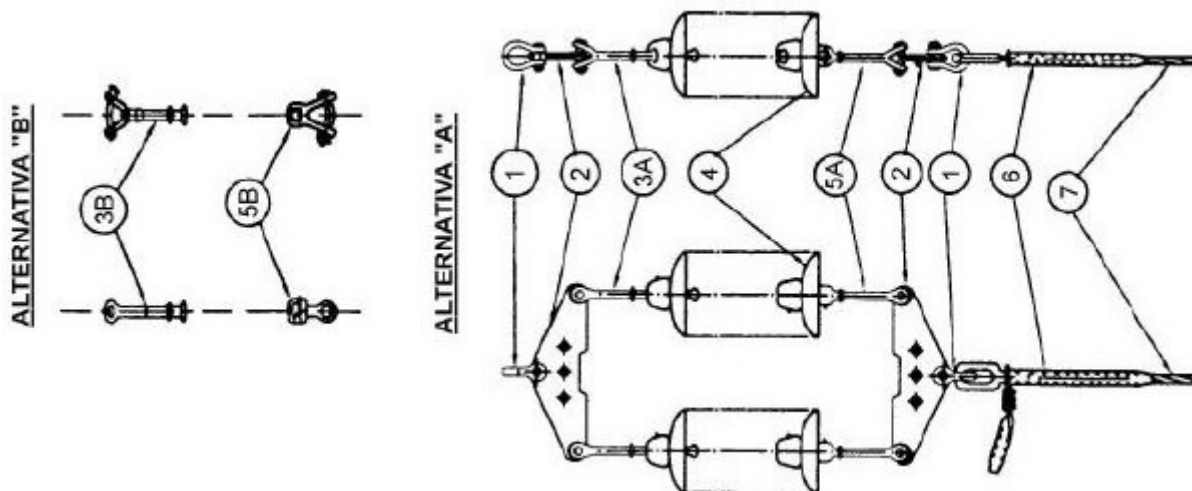 ALTERNATIVA "B"
3B
5B
ALTERNATIVA "A"
1
2
3A
4
5A
2
1
6
7